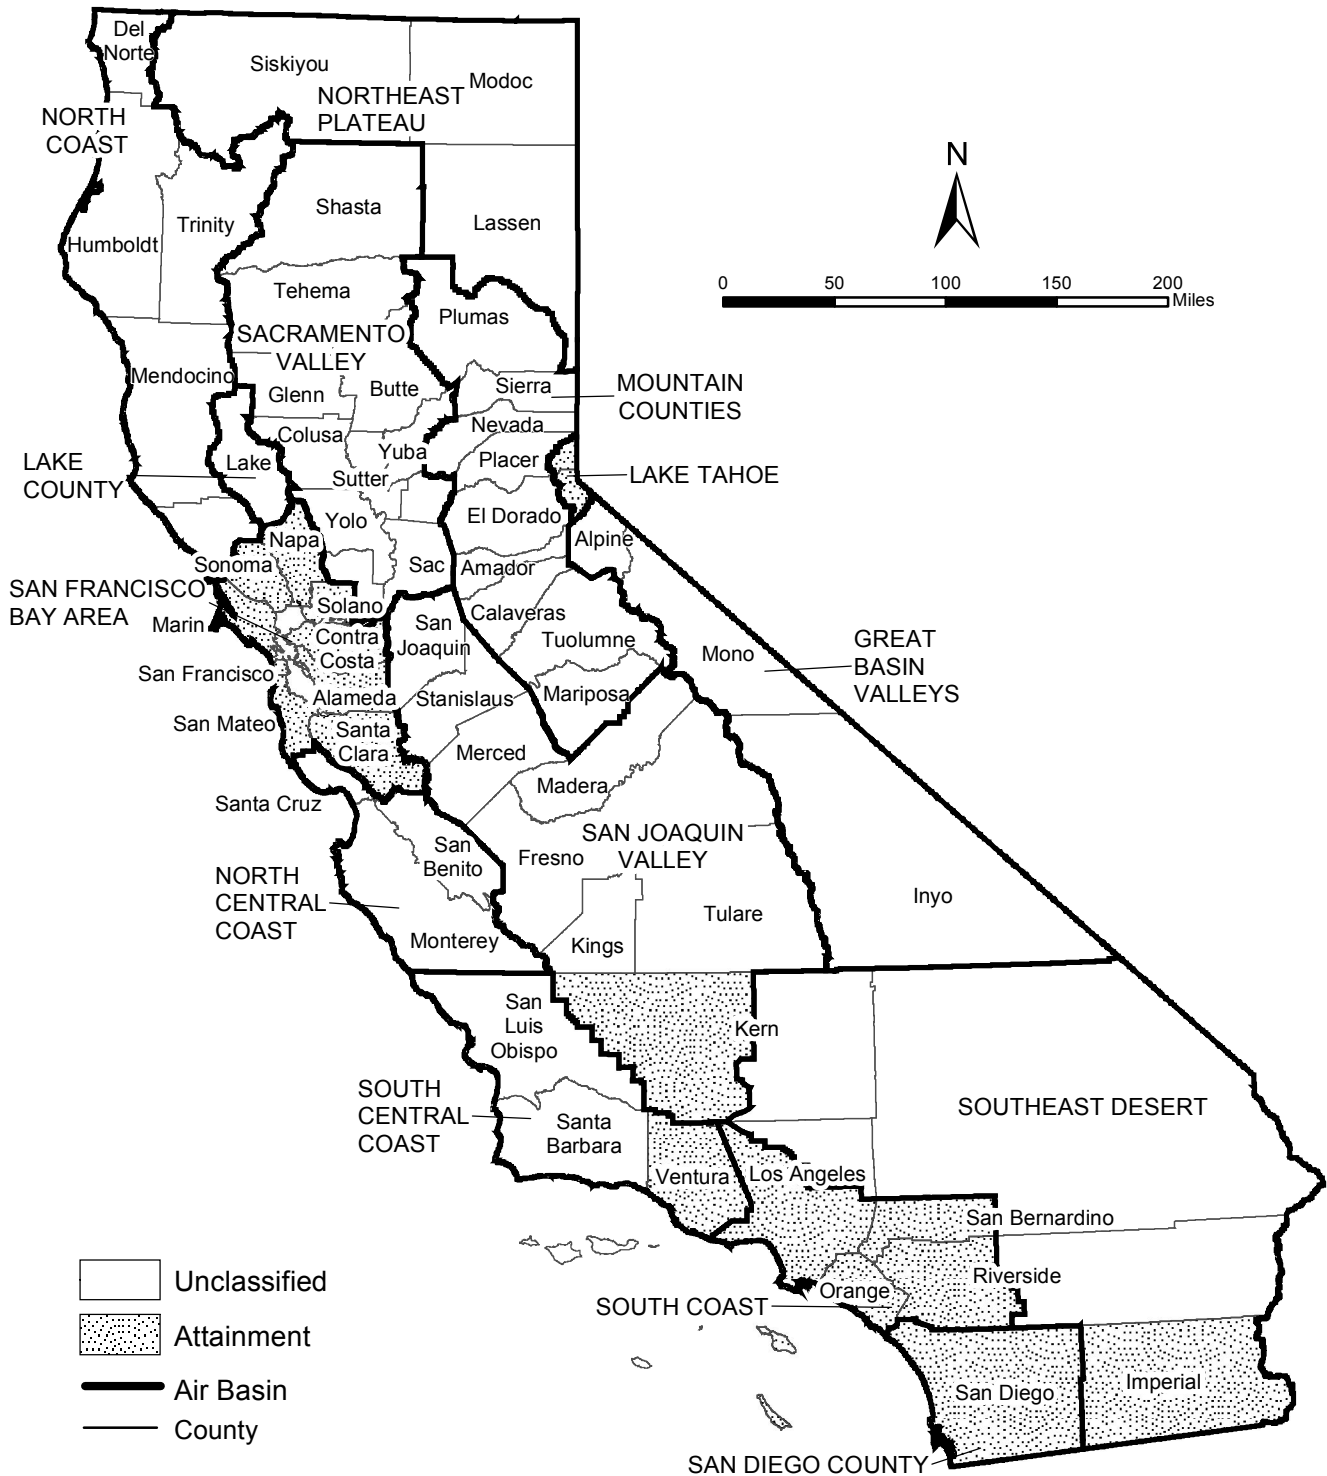 Del
Norte
Siskiyou
Modoc
NORTHEAST
PLATEAU
NORTH
COAST
N
Shasta
Trinity
Lassen
Humboldt
0 50 100 150 200
Miles
Tehema
Plumas
SACRAMENTO
VALLEY
Mendocino
Glenn
Butte
Sierra
MOUNTAIN
COUNTIES
Nevada
Colusa
Yuba
Placer
LAKE
COUNTY
Lake
Sutter
LAKE TAHOE
Yolo
El Dorado
Napa
Alpine
Sonoma
Sac
Amador
SAN FRANCISCO
BAY AREA
Solano
Calaveras
Marin
Contra
Costa
San
Joaquin
Tuolumne
Mono
GREAT
BASIN
VALLEYS
San Francisco
Alameda
Stanislaus
Mariposa
San Mateo
Santa
Clara
Merced
Madera
Santa Cruz
SAN JOAQUIN
VALLEY
San
Benito
Fresno
NORTH
CENTRAL
COAST
Inyo
Tulare
Monterey
Kings
San
Luis
Obispo
Kern
SOUTH
CENTRAL
COAST
SOUTHEAST DESERT
Santa
Barbara
Ventura
Los Angeles
San Bernardino
Riverside
Orange
SOUTH COAST
San Diego
Imperial
SAN DIEGO COUNTY
Unclassified
Attainment
Air Basin
County